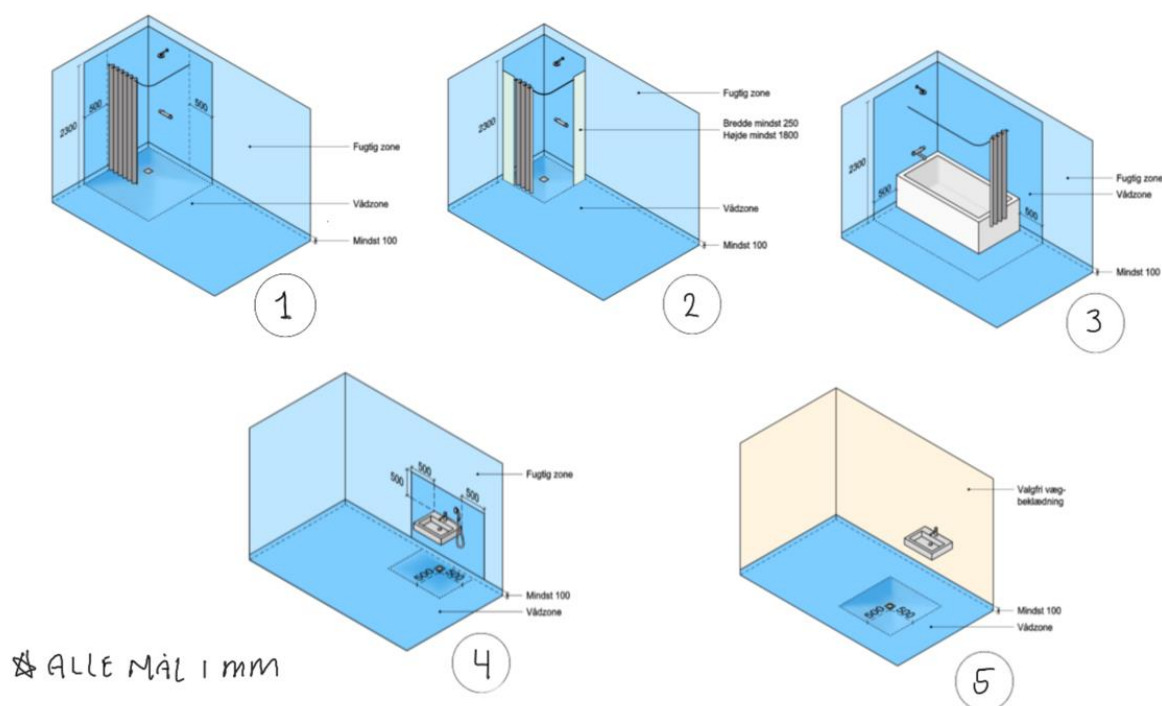 500
500
2300
Fugtig zone
Vådzone
Mindst 100
1
2300
Fugtig zone
Bredde mindst 250
Højde mindst 1800
Vådzone
Mindst 100
2
2300
500
500
Fugtig zone
Vådzone
Mindst 100
3
500
500
500
Fugtig zone
500
500
Mindst 100
Vådzone
4
Valgfri væg-
beklædning
500
500
Mindst 100
Vådzone
5
ALLE MÅL I MM